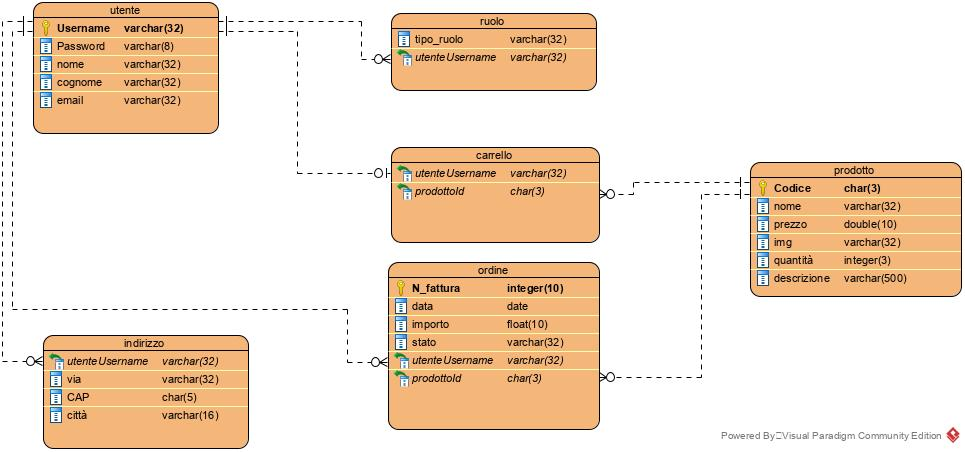 utente
Username varchar(32)
Password varchar(8)
nome varchar(32)
cognome varchar(32)
email varchar(32)
ruolo
tipo_ruolo varchar(32)
utenteUsername varchar(32)
carrello
utenteUsername varchar(32)
prodottoId char(3)
prodotto
Codice char(3)
nome varchar(32)
prezzo double(10)
img varchar(32)
quantità integer(3)
descrizione varchar(500)
ordine
N_fattura integer(10)
data date
importo float(10)
stato varchar(32)
utenteUsername varchar(32)
prodottoId char(3)
indirizzo
utenteUsername varchar(32)
via varchar(32)
CAP char(5)
città varchar(16)
Powered By Visual Paradigm Community Edition